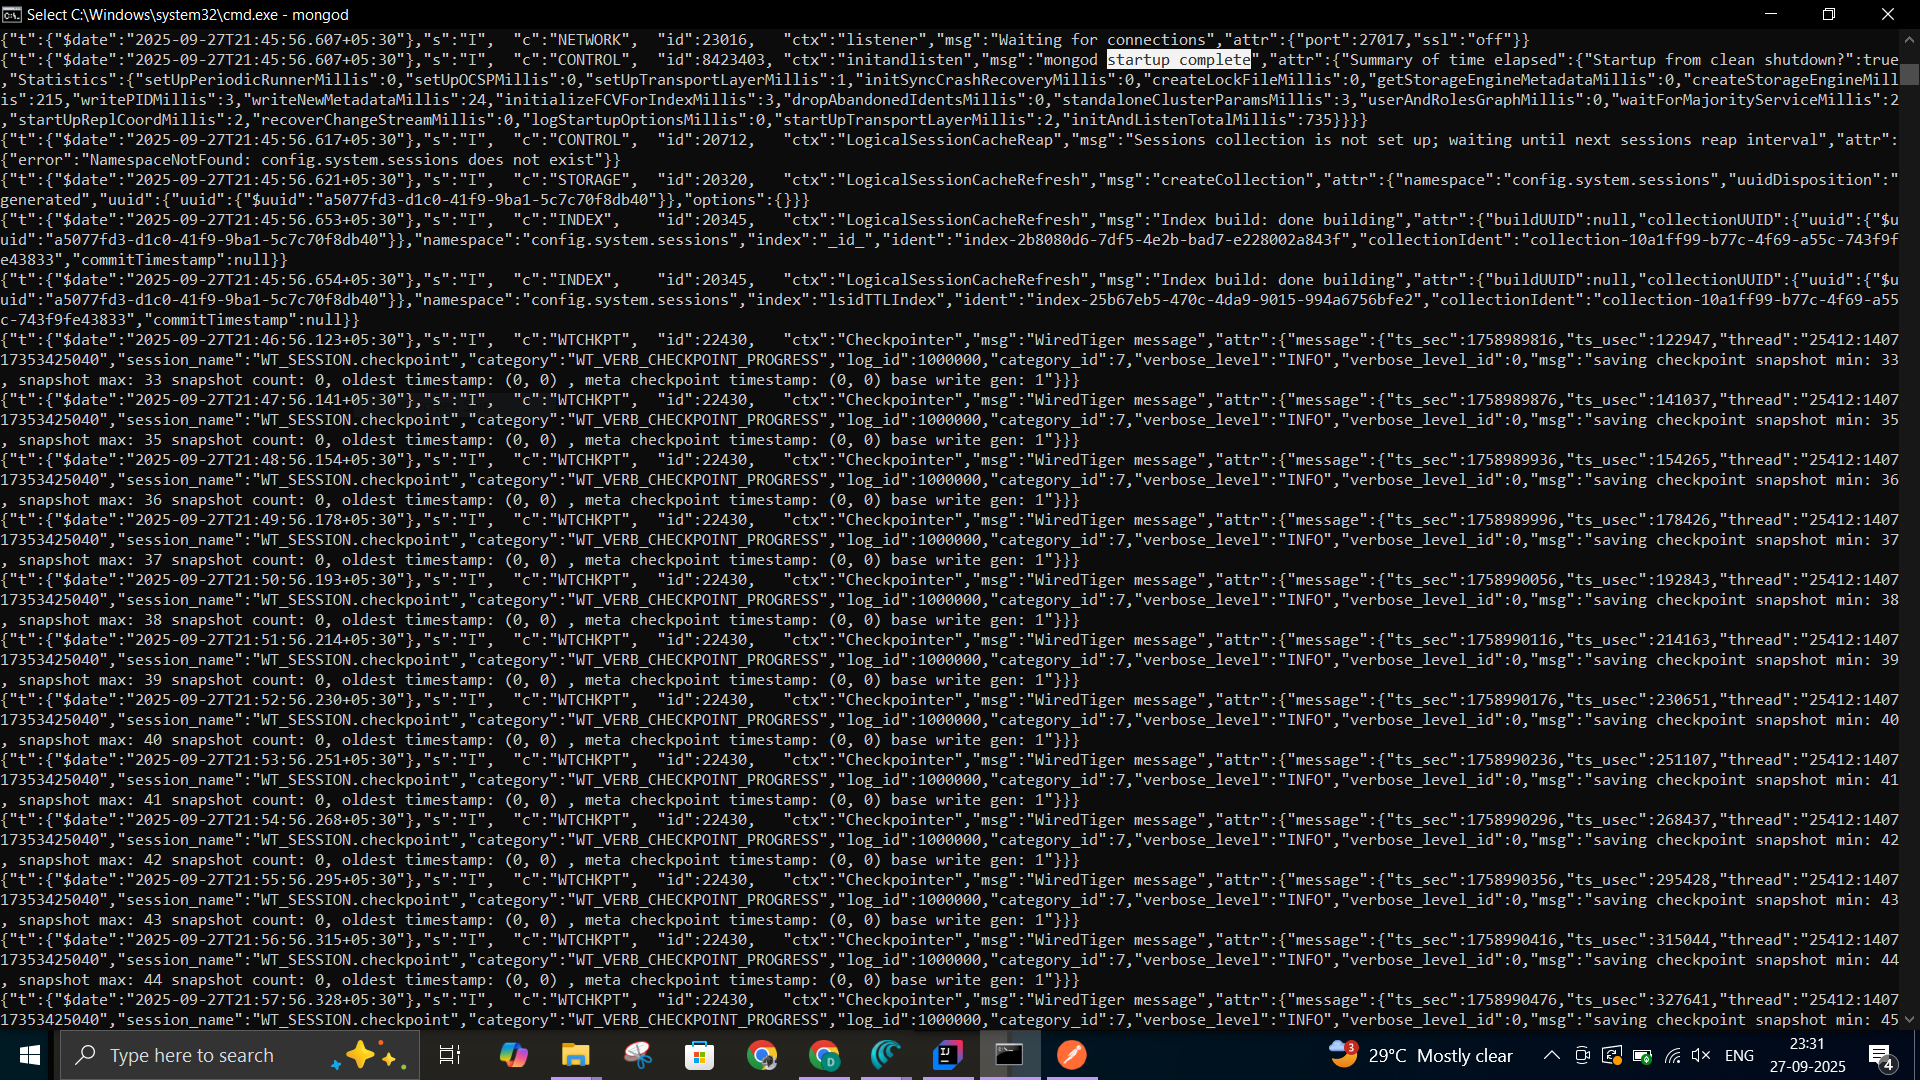 Select C:\Windows\system32\cmd.exe - mongod
{"t":{"$date":"2025-09-27T21:45:56.607+05:30"},"s":"I",  "c":"NETWORK",  "id":23016,   "ctx":"listener","msg":"Waiting for connections","attr":{"port":27017,"ssl":"off"}}
{"t":{"$date":"2025-09-27T21:45:56.607+05:30"},"s":"I",  "c":"CONTROL",  "id":8423403, "ctx":"initandlisten","msg":"mongod startup complete","attr":{"Summary of time elapsed":{"Startup from clean shutdown?":true
,"Statistics":{"setUpPeriodicRunnerMillis":0,"setUpOCSPMillis":0,"setUpTransportLayerMillis":1,"initSyncCrashRecoveryMillis":0,"createLockFileMillis":0,"getStorageEngineMetadataMillis":0,"createStorageEngineMill
is":215,"writePIDMillis":3,"writeNewMetadataMillis":24,"initializeFCVForIndexMillis":3,"dropAbandonedIdentsMillis":0,"standaloneClusterParamsMillis":3,"userAndRolesGraphMillis":0,"waitForMajorityServiceMillis":2
,"startUpReplCoordMillis":2,"recoverChangeStreamMillis":0,"logStartupOptionsMillis":0,"startUpTransportLayerMillis":2,"initAndListenTotalMillis":735}}}}
{"t":{"$date":"2025-09-27T21:45:56.617+05:30"},"s":"I",  "c":"CONTROL",  "id":20712,   "ctx":"LogicalSessionCacheReap","msg":"Sessions collection is not set up; waiting until next sessions reap interval","attr":
{"error":"NamespaceNotFound: config.system.sessions does not exist"}}
{"t":{"$date":"2025-09-27T21:45:56.621+05:30"},"s":"I",  "c":"STORAGE",  "id":20320,   "ctx":"LogicalSessionCacheRefresh","msg":"createCollection","attr":{"namespace":"config.system.sessions","uuidDisposition":"
generated","uuid":{"uuid":{"$uuid":"a5077fd3-d1c0-41f9-9ba1-5c7c70f8db40"}},"options":{}}}
{"t":{"$date":"2025-09-27T21:45:56.653+05:30"},"s":"I",  "c":"INDEX",    "id":20345,   "ctx":"LogicalSessionCacheRefresh","msg":"Index build: done building","attr":{"buildUUID":null,"collectionUUID":{"uuid":{"$u
uid":"a5077fd3-d1c0-41f9-9ba1-5c7c70f8db40"}},"namespace":"config.system.sessions","index":"_id_","ident":"index-2b8080d6-7df5-4e2b-bad7-e228002a843f","collectionIdent":"collection-10a1ff99-b77c-4f69-a55c-743f9f
e43833","commitTimestamp":null}}
{"t":{"$date":"2025-09-27T21:45:56.654+05:30"},"s":"I",  "c":"INDEX",    "id":20345,   "ctx":"LogicalSessionCacheRefresh","msg":"Index build: done building","attr":{"buildUUID":null,"collectionUUID":{"uuid":{"$u
uid":"a5077fd3-d1c0-41f9-9ba1-5c7c70f8db40"}},"namespace":"config.system.sessions","index":"lsidTTLIndex","ident":"index-25b67eb5-470c-4da9-9015-994a6756bfe2","collectionIdent":"collection-10a1ff99-b77c-4f69-a55
c-743f9fe43833","commitTimestamp":null}}
{"t":{"$date":"2025-09-27T21:46:56.123+05:30"},"s":"I",  "c":"WTCHKPT",  "id":22430,   "ctx":"Checkpointer","msg":"WiredTiger message","attr":{"message":{"ts_sec":1758989816,"ts_usec":122947,"thread":"25412:1407
17353425040","session_name":"WT_SESSION.checkpoint","category":"WT_VERB_CHECKPOINT_PROGRESS","log_id":1000000,"category_id":7,"verbose_level":"INFO","verbose_level_id":0,"msg":"saving checkpoint snapshot min: 33
, snapshot max: 33 snapshot count: 0, oldest timestamp: (0, 0) , meta checkpoint timestamp: (0, 0) base write gen: 1"}}}
{"t":{"$date":"2025-09-27T21:47:56.141+05:30"},"s":"I",  "c":"WTCHKPT",  "id":22430,   "ctx":"Checkpointer","msg":"WiredTiger message","attr":{"message":{"ts_sec":1758989876,"ts_usec":141037,"thread":"25412:1407
17353425040","session_name":"WT_SESSION.checkpoint","category":"WT_VERB_CHECKPOINT_PROGRESS","log_id":1000000,"category_id":7,"verbose_level":"INFO","verbose_level_id":0,"msg":"saving checkpoint snapshot min: 35
, snapshot max: 35 snapshot count: 0, oldest timestamp: (0, 0) , meta checkpoint timestamp: (0, 0) base write gen: 1"}}}
{"t":{"$date":"2025-09-27T21:48:56.154+05:30"},"s":"I",  "c":"WTCHKPT",  "id":22430,   "ctx":"Checkpointer","msg":"WiredTiger message","attr":{"message":{"ts_sec":1758989936,"ts_usec":154265,"thread":"25412:1407
17353425040","session_name":"WT_SESSION.checkpoint","category":"WT_VERB_CHECKPOINT_PROGRESS","log_id":1000000,"category_id":7,"verbose_level":"INFO","verbose_level_id":0,"msg":"saving checkpoint snapshot min: 36
, snapshot max: 36 snapshot count: 0, oldest timestamp: (0, 0) , meta checkpoint timestamp: (0, 0) base write gen: 1"}}}
{"t":{"$date":"2025-09-27T21:49:56.178+05:30"},"s":"I",  "c":"WTCHKPT",  "id":22430,   "ctx":"Checkpointer","msg":"WiredTiger message","attr":{"message":{"ts_sec":1758989996,"ts_usec":178426,"thread":"25412:1407
17353425040","session_name":"WT_SESSION.checkpoint","category":"WT_VERB_CHECKPOINT_PROGRESS","log_id":1000000,"category_id":7,"verbose_level":"INFO","verbose_level_id":0,"msg":"saving checkpoint snapshot min: 37
, snapshot max: 37 snapshot count: 0, oldest timestamp: (0, 0) , meta checkpoint timestamp: (0, 0) base write gen: 1"}}}
{"t":{"$date":"2025-09-27T21:50:56.193+05:30"},"s":"I",  "c":"WTCHKPT",  "id":22430,   "ctx":"Checkpointer","msg":"WiredTiger message","attr":{"message":{"ts_sec":1758990056,"ts_usec":192843,"thread":"25412:1407
17353425040","session_name":"WT_SESSION.checkpoint","category":"WT_VERB_CHECKPOINT_PROGRESS","log_id":1000000,"category_id":7,"verbose_level":"INFO","verbose_level_id":0,"msg":"saving checkpoint snapshot min: 38
, snapshot max: 38 snapshot count: 0, oldest timestamp: (0, 0) , meta checkpoint timestamp: (0, 0) base write gen: 1"}}}
{"t":{"$date":"2025-09-27T21:51:56.214+05:30"},"s":"I",  "c":"WTCHKPT",  "id":22430,   "ctx":"Checkpointer","msg":"WiredTiger message","attr":{"message":{"ts_sec":1758990116,"ts_usec":214163,"thread":"25412:1407
17353425040","session_name":"WT_SESSION.checkpoint","category":"WT_VERB_CHECKPOINT_PROGRESS","log_id":1000000,"category_id":7,"verbose_level":"INFO","verbose_level_id":0,"msg":"saving checkpoint snapshot min: 39
, snapshot max: 39 snapshot count: 0, oldest timestamp: (0, 0) , meta checkpoint timestamp: (0, 0) base write gen: 1"}}}
{"t":{"$date":"2025-09-27T21:52:56.230+05:30"},"s":"I",  "c":"WTCHKPT",  "id":22430,   "ctx":"Checkpointer","msg":"WiredTiger message","attr":{"message":{"ts_sec":1758990176,"ts_usec":230651,"thread":"25412:1407
17353425040","session_name":"WT_SESSION.checkpoint","category":"WT_VERB_CHECKPOINT_PROGRESS","log_id":1000000,"category_id":7,"verbose_level":"INFO","verbose_level_id":0,"msg":"saving checkpoint snapshot min: 40
, snapshot max: 40 snapshot count: 0, oldest timestamp: (0, 0) , meta checkpoint timestamp: (0, 0) base write gen: 1"}}}
{"t":{"$date":"2025-09-27T21:53:56.251+05:30"},"s":"I",  "c":"WTCHKPT",  "id":22430,   "ctx":"Checkpointer","msg":"WiredTiger message","attr":{"message":{"ts_sec":1758990236,"ts_usec":251107,"thread":"25412:1407
17353425040","session_name":"WT_SESSION.checkpoint","category":"WT_VERB_CHECKPOINT_PROGRESS","log_id":1000000,"category_id":7,"verbose_level":"INFO","verbose_level_id":0,"msg":"saving checkpoint snapshot min: 41
, snapshot max: 41 snapshot count: 0, oldest timestamp: (0, 0) , meta checkpoint timestamp: (0, 0) base write gen: 1"}}}
{"t":{"$date":"2025-09-27T21:54:56.268+05:30"},"s":"I",  "c":"WTCHKPT",  "id":22430,   "ctx":"Checkpointer","msg":"WiredTiger message","attr":{"message":{"ts_sec":1758990296,"ts_usec":268437,"thread":"25412:1407
17353425040","session_name":"WT_SESSION.checkpoint","category":"WT_VERB_CHECKPOINT_PROGRESS","log_id":1000000,"category_id":7,"verbose_level":"INFO","verbose_level_id":0,"msg":"saving checkpoint snapshot min: 42
, snapshot max: 42 snapshot count: 0, oldest timestamp: (0, 0) , meta checkpoint timestamp: (0, 0) base write gen: 1"}}}
{"t":{"$date":"2025-09-27T21:55:56.295+05:30"},"s":"I",  "c":"WTCHKPT",  "id":22430,   "ctx":"Checkpointer","msg":"WiredTiger message","attr":{"message":{"ts_sec":1758990356,"ts_usec":295428,"thread":"25412:1407
17353425040","session_name":"WT_SESSION.checkpoint","category":"WT_VERB_CHECKPOINT_PROGRESS","log_id":1000000,"category_id":7,"verbose_level":"INFO","verbose_level_id":0,"msg":"saving checkpoint snapshot min: 43
, snapshot max: 43 snapshot count: 0, oldest timestamp: (0, 0) , meta checkpoint timestamp: (0, 0) base write gen: 1"}}}
{"t":{"$date":"2025-09-27T21:56:56.315+05:30"},"s":"I",  "c":"WTCHKPT",  "id":22430,   "ctx":"Checkpointer","msg":"WiredTiger message","attr":{"message":{"ts_sec":1758990416,"ts_usec":315044,"thread":"25412:1407
17353425040","session_name":"WT_SESSION.checkpoint","category":"WT_VERB_CHECKPOINT_PROGRESS","log_id":1000000,"category_id":7,"verbose_level":"INFO","verbose_level_id":0,"msg":"saving checkpoint snapshot min: 44
, snapshot max: 44 snapshot count: 0, oldest timestamp: (0, 0) , meta checkpoint timestamp: (0, 0) base write gen: 1"}}}
{"t":{"$date":"2025-09-27T21:57:56.328+05:30"},"s":"I",  "c":"WTCHKPT",  "id":22430,   "ctx":"Checkpointer","msg":"WiredTiger message","attr":{"message":{"ts_sec":1758990476,"ts_usec":327641,"thread":"25412:1407
17353425040","session_name":"WT_SESSION.checkpoint","category":"WT_VERB_CHECKPOINT_PROGRESS","log_id":1000000,"category_id":7,"verbose_level":"INFO","verbose_level_id":0,"msg":"saving checkpoint snapshot min: 45
Type here to search
3
29°C Mostly clear
ENG
23:31
27-09-2025
4